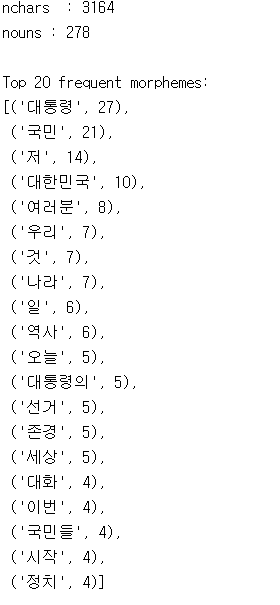 nchars  : 3164
nouns : 278

Top 20 frequent morphemes:
[('대통령', 27),
('국민', 21),
('저', 14),
('대한민국', 10),
('여러분', 8),
('우리', 7),
('것', 7),
('나라', 7),
('일', 6),
('역사', 6),
('오늘', 5),
('대통령의', 5),
('선거', 5),
('존경', 5),
('세상', 5),
('대화', 4),
('이번', 4),
('국민들', 4),
('시작', 4),
('정치', 4)]